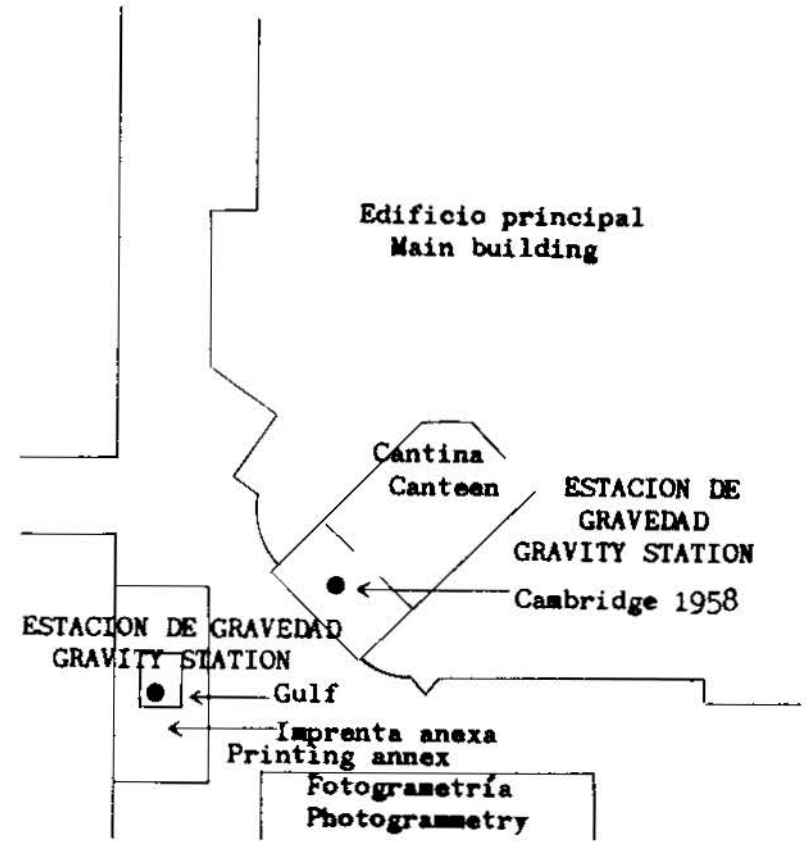 Edificio principal
Main building
Cantina
Canteen
ESTACION DE
GRAVEDAD
GRAVITY STATION
Cambridge 1958
ESTACION DE GRAVEDAD
GRAVITY STATION
Gulf
Imprenta anexa
Printing annex
Fotogrametría
Photogrammetry